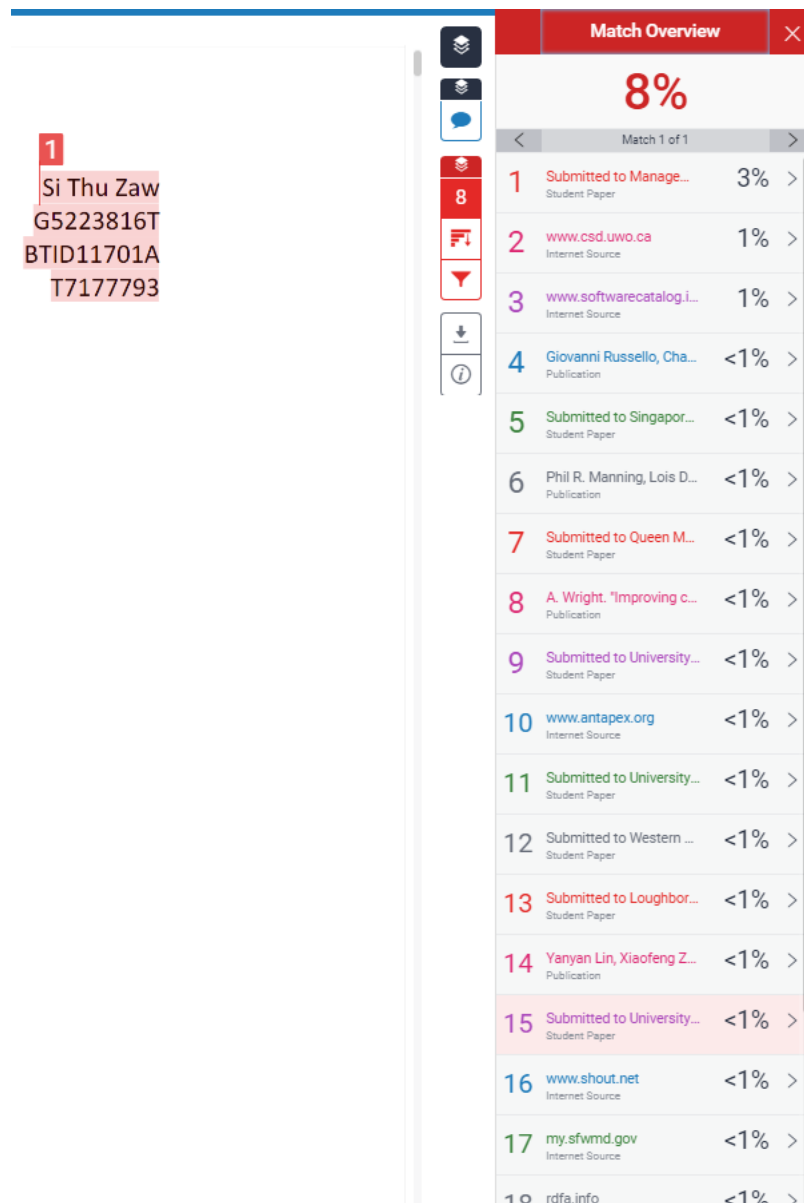 1
Si Thu Zaw
G5223816T
BTID11701A
T7177793
8
Match Overview
8%
Match 1 of 1
1 Submitted to Manage... 3%
Student Paper
2 www.csd.uwo.ca 1%
Internet Source
3 www.softwarecatalog.i... 1%
Internet Source
4 Giovanni Russello, Cha... <1%
Publication
5 Submitted to Singapor... <1%
Student Paper
6 Phil R. Manning, Lois D... <1%
Publication
7 Submitted to Queen M... <1%
Student Paper
8 A. Wright. "Improving c... <1%
Publication
9 Submitted to University... <1%
Student Paper
10 www.antapex.org <1%
Internet Source
11 Submitted to University... <1%
Student Paper
12 Submitted to Western ... <1%
Student Paper
13 Submitted to Loughbor... <1%
Student Paper
14 Yanyan Lin, Xiaofeng Z... <1%
Publication
15 Submitted to University... <1%
Student Paper
16 www.shout.net <1%
Internet Source
17 my.sfwmd.gov <1%
Internet Source
18 rdfa.info <1%